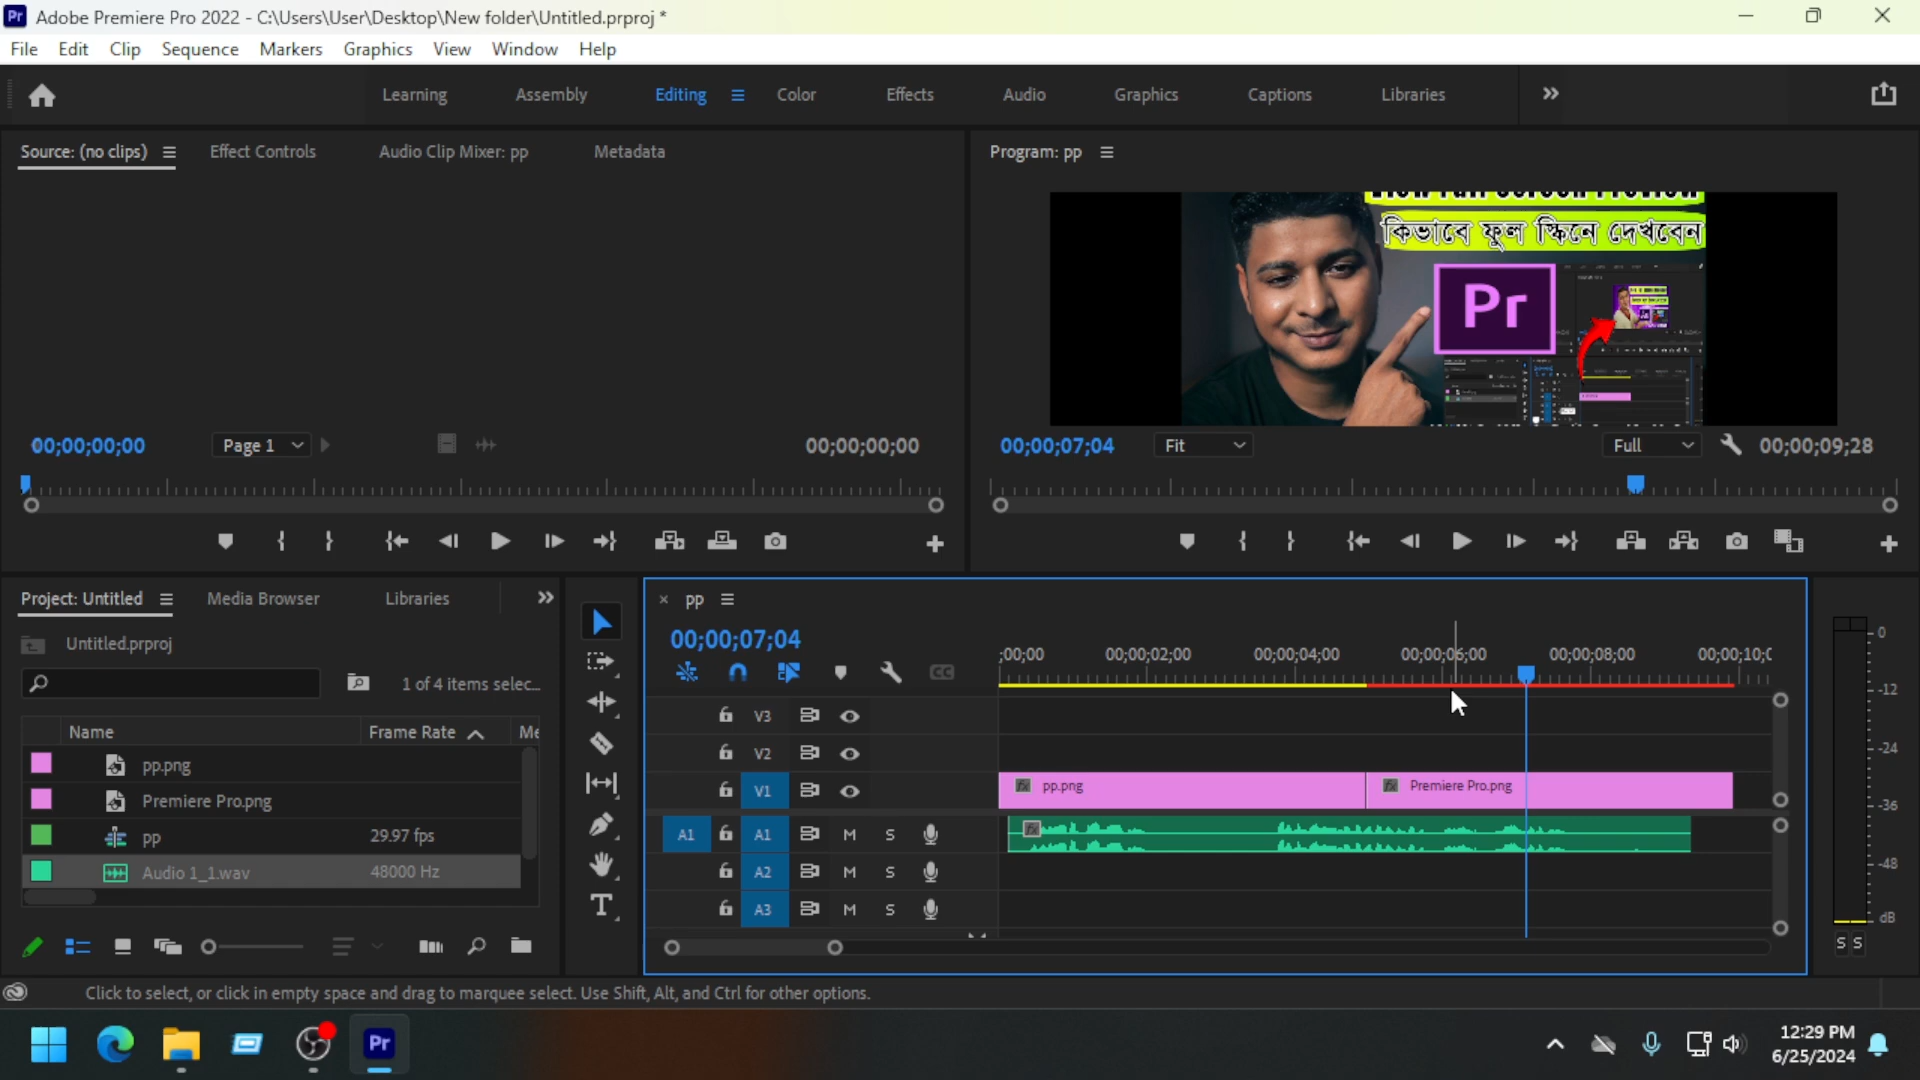 Adobe Premiere Pro 2022 - C:\Users\User\Desktop\New folder\Untitled.prproj *
File Edit Clip Sequence Markers Graphics View Window Help
Learning Assembly Editing Color Effects Audio Graphics Captions Libraries
Source: (no clips) Effect Controls Audio Clip Mixer: pp Metadata
Program: pp
কিভাবে ফুল স্কিনে দেখবেন
Pr
00;00;00;00 Page 1 00;00;00;00
00;00;07;04 Fit Full 00;00;09;28
Project: Untitled Media Browser Libraries
Untitled.prproj
1 of 4 items selec...
Name Frame Rate Me
pp.png
Premiere Pro.png
pp 29.97 fps
Audio 1_1.wav 48000 Hz
pp
00;00;07;04
;00;00 00;00;02;00 00;00;04;00 00;00;06;00 00;00;08;00 00;00;10;0
CC
V3
V2
V1 pp.png Premiere Pro.png
A1 A1 M S
A2 M S
A3 M S
0
-12
-24
-36
-48
dB
S S
Click to select, or click in empty space and drag to marquee select. Use Shift, Alt, and Ctrl for other options.
Pr
12:29 PM
6/25/2024